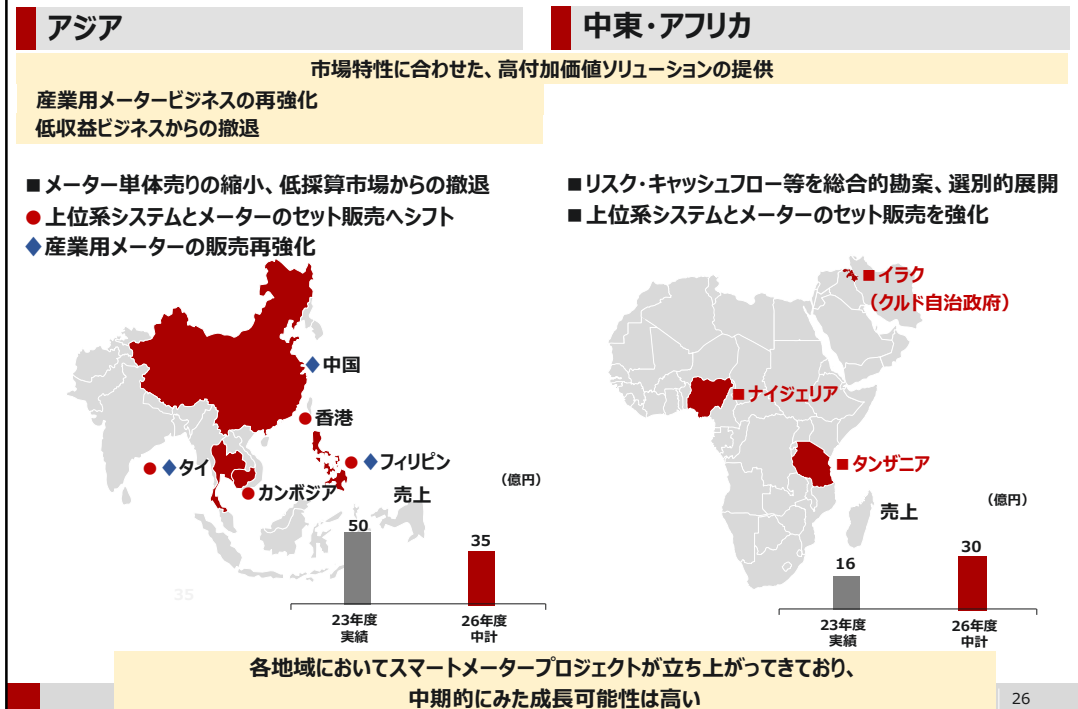 アジア
中東・アフリカ
市場特性に合わせた、高付加価値ソリューションの提供
産業用メータービジネスの再強化
低収益ビジネスからの撤退
■メーター単体売りの縮小、低採算市場からの撤退
●上位系システムとメーターのセット販売へシフト
◆産業用メーターの販売再強化
◆中国
●香港
●◆タイ
●◆フィリピン
●カンボジア
売上
（億円）
50
35
35
23年度
実績
26年度
中計
■リスク・キャッシュフロー等を総合的勘案、選別的展開
■上位系システムとメーターのセット販売を強化
■イラク
（クルド自治政府）
■ナイジェリア
■タンザニア
売上
（億円）
16
30
23年度
実績
26年度
中計
各地域においてスマートメータープロジェクトが立ち上がってきており、
中期的にみた成長可能性は高い
26